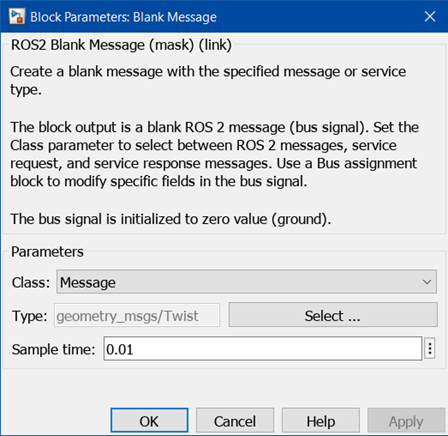 Block Parameters: Blank Message
ROS2 Blank Message (mask) (link)
Create a blank message with the specified message or service
type.
The block output is a blank ROS 2 message (bus signal). Set the
Class parameter to select between ROS 2 messages, service
request, and service response messages. Use a Bus assignment
block to modify specific fields in the bus signal.
The bus signal is initialized to zero value (ground).
Parameters
Class: Message
Type: geometry_msgs/Twist Select ...
Sample time: 0.01
OK Cancel Help Apply